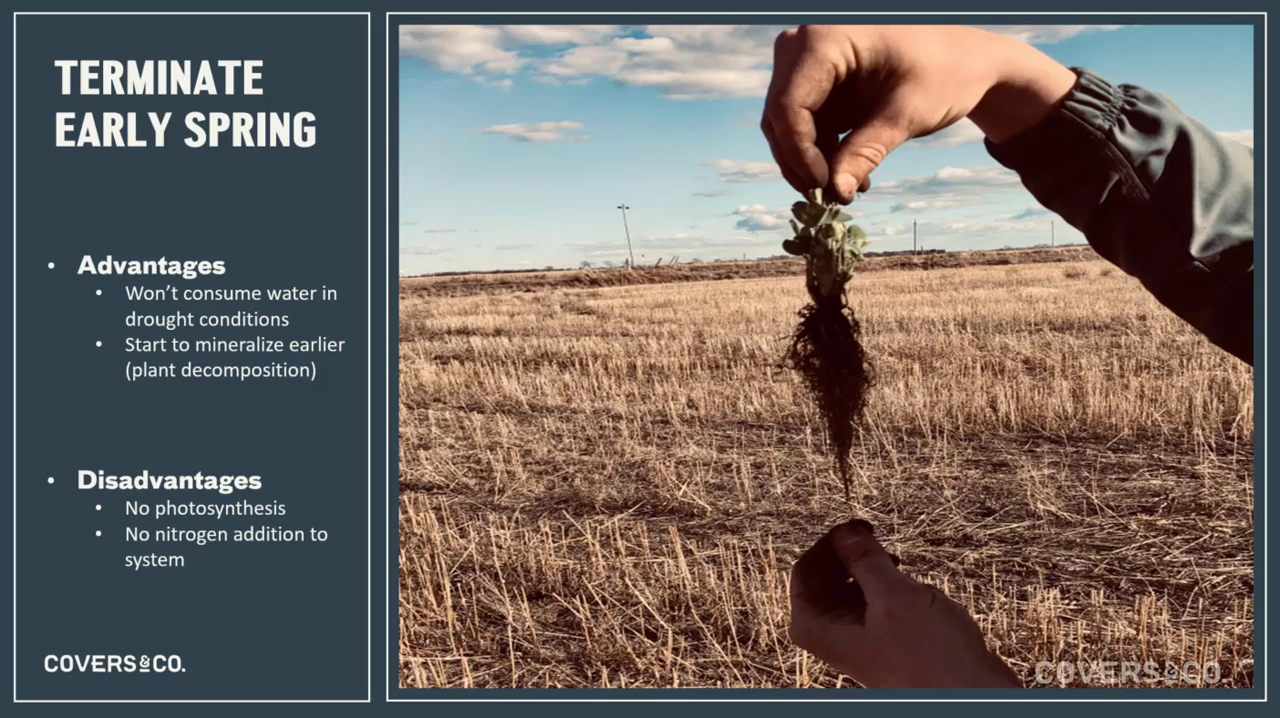 TERMINATE
EARLY SPRING
• Advantages
• Won’t consume water in
drought conditions
• Start to mineralize earlier
(plant decomposition)
• Disadvantages
• No photosynthesis
• No nitrogen addition to
system
COVERS&CO.
COVERS&CO.